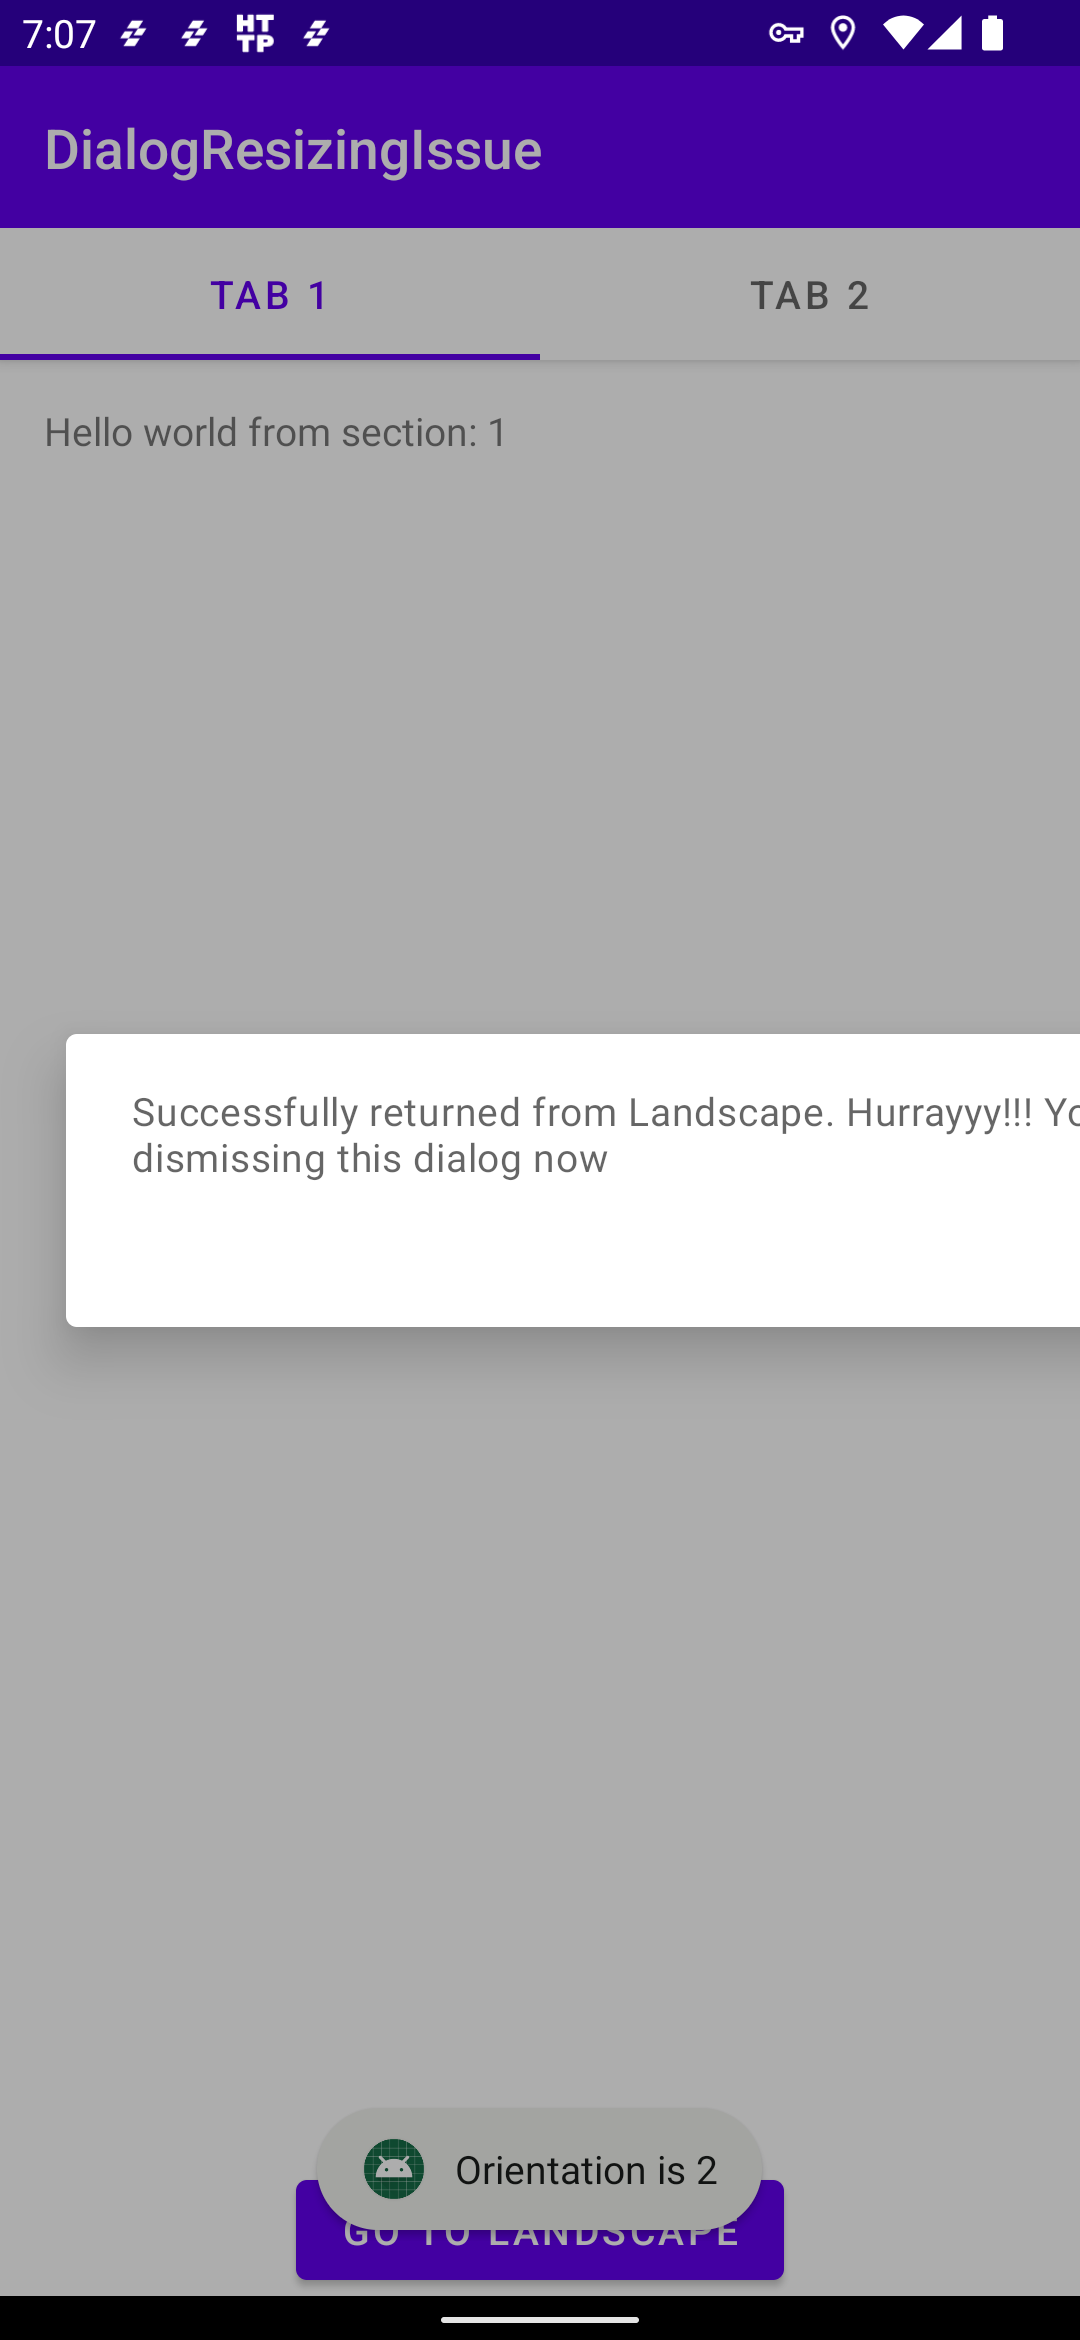 7:07 HTTP
DialogResizingIssue
TAB 1 TAB 2
Hello world from section: 1
Successfully returned from Landscape. Hurrayyy!!! Yo
dismissing this dialog now
Orientation is 2
GO TO LANDSCAPE